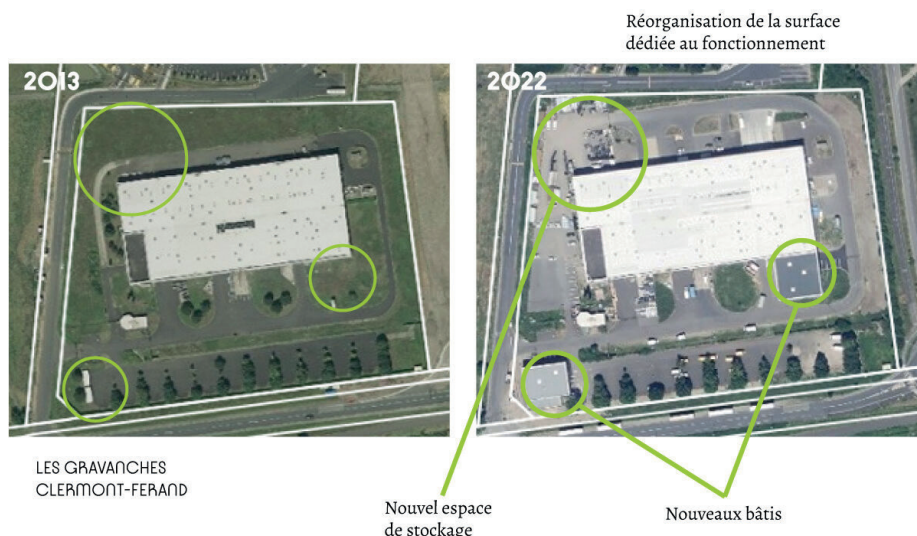 Réorganisation de la surface
dédiée au fonctionnement
2013
2022
LES GRAVANCHES
CLERMONT-FERAND
Nouvel espace
de stockage
Nouveaux bâtis